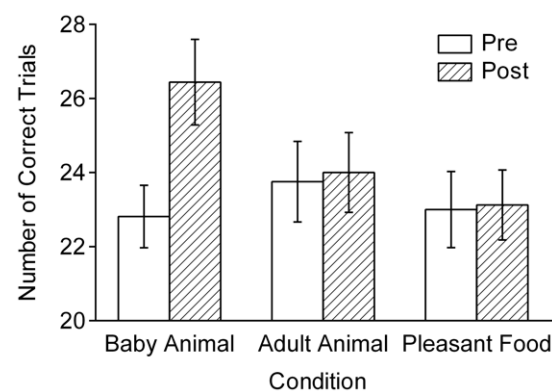 28
26
24
22
20
Number of Correct Trials
Pre
Post
Baby Animal
Adult Animal
Pleasant Food
Condition